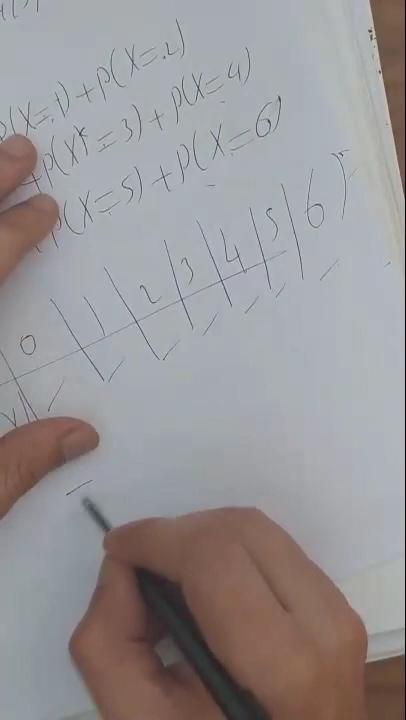 P(X=1)+P(X=2)
+P(X=3)+P(X=4)
+P(X=5)+P(X=6)
0 | 1 | 2 | 3 | 4 | 5 | 6